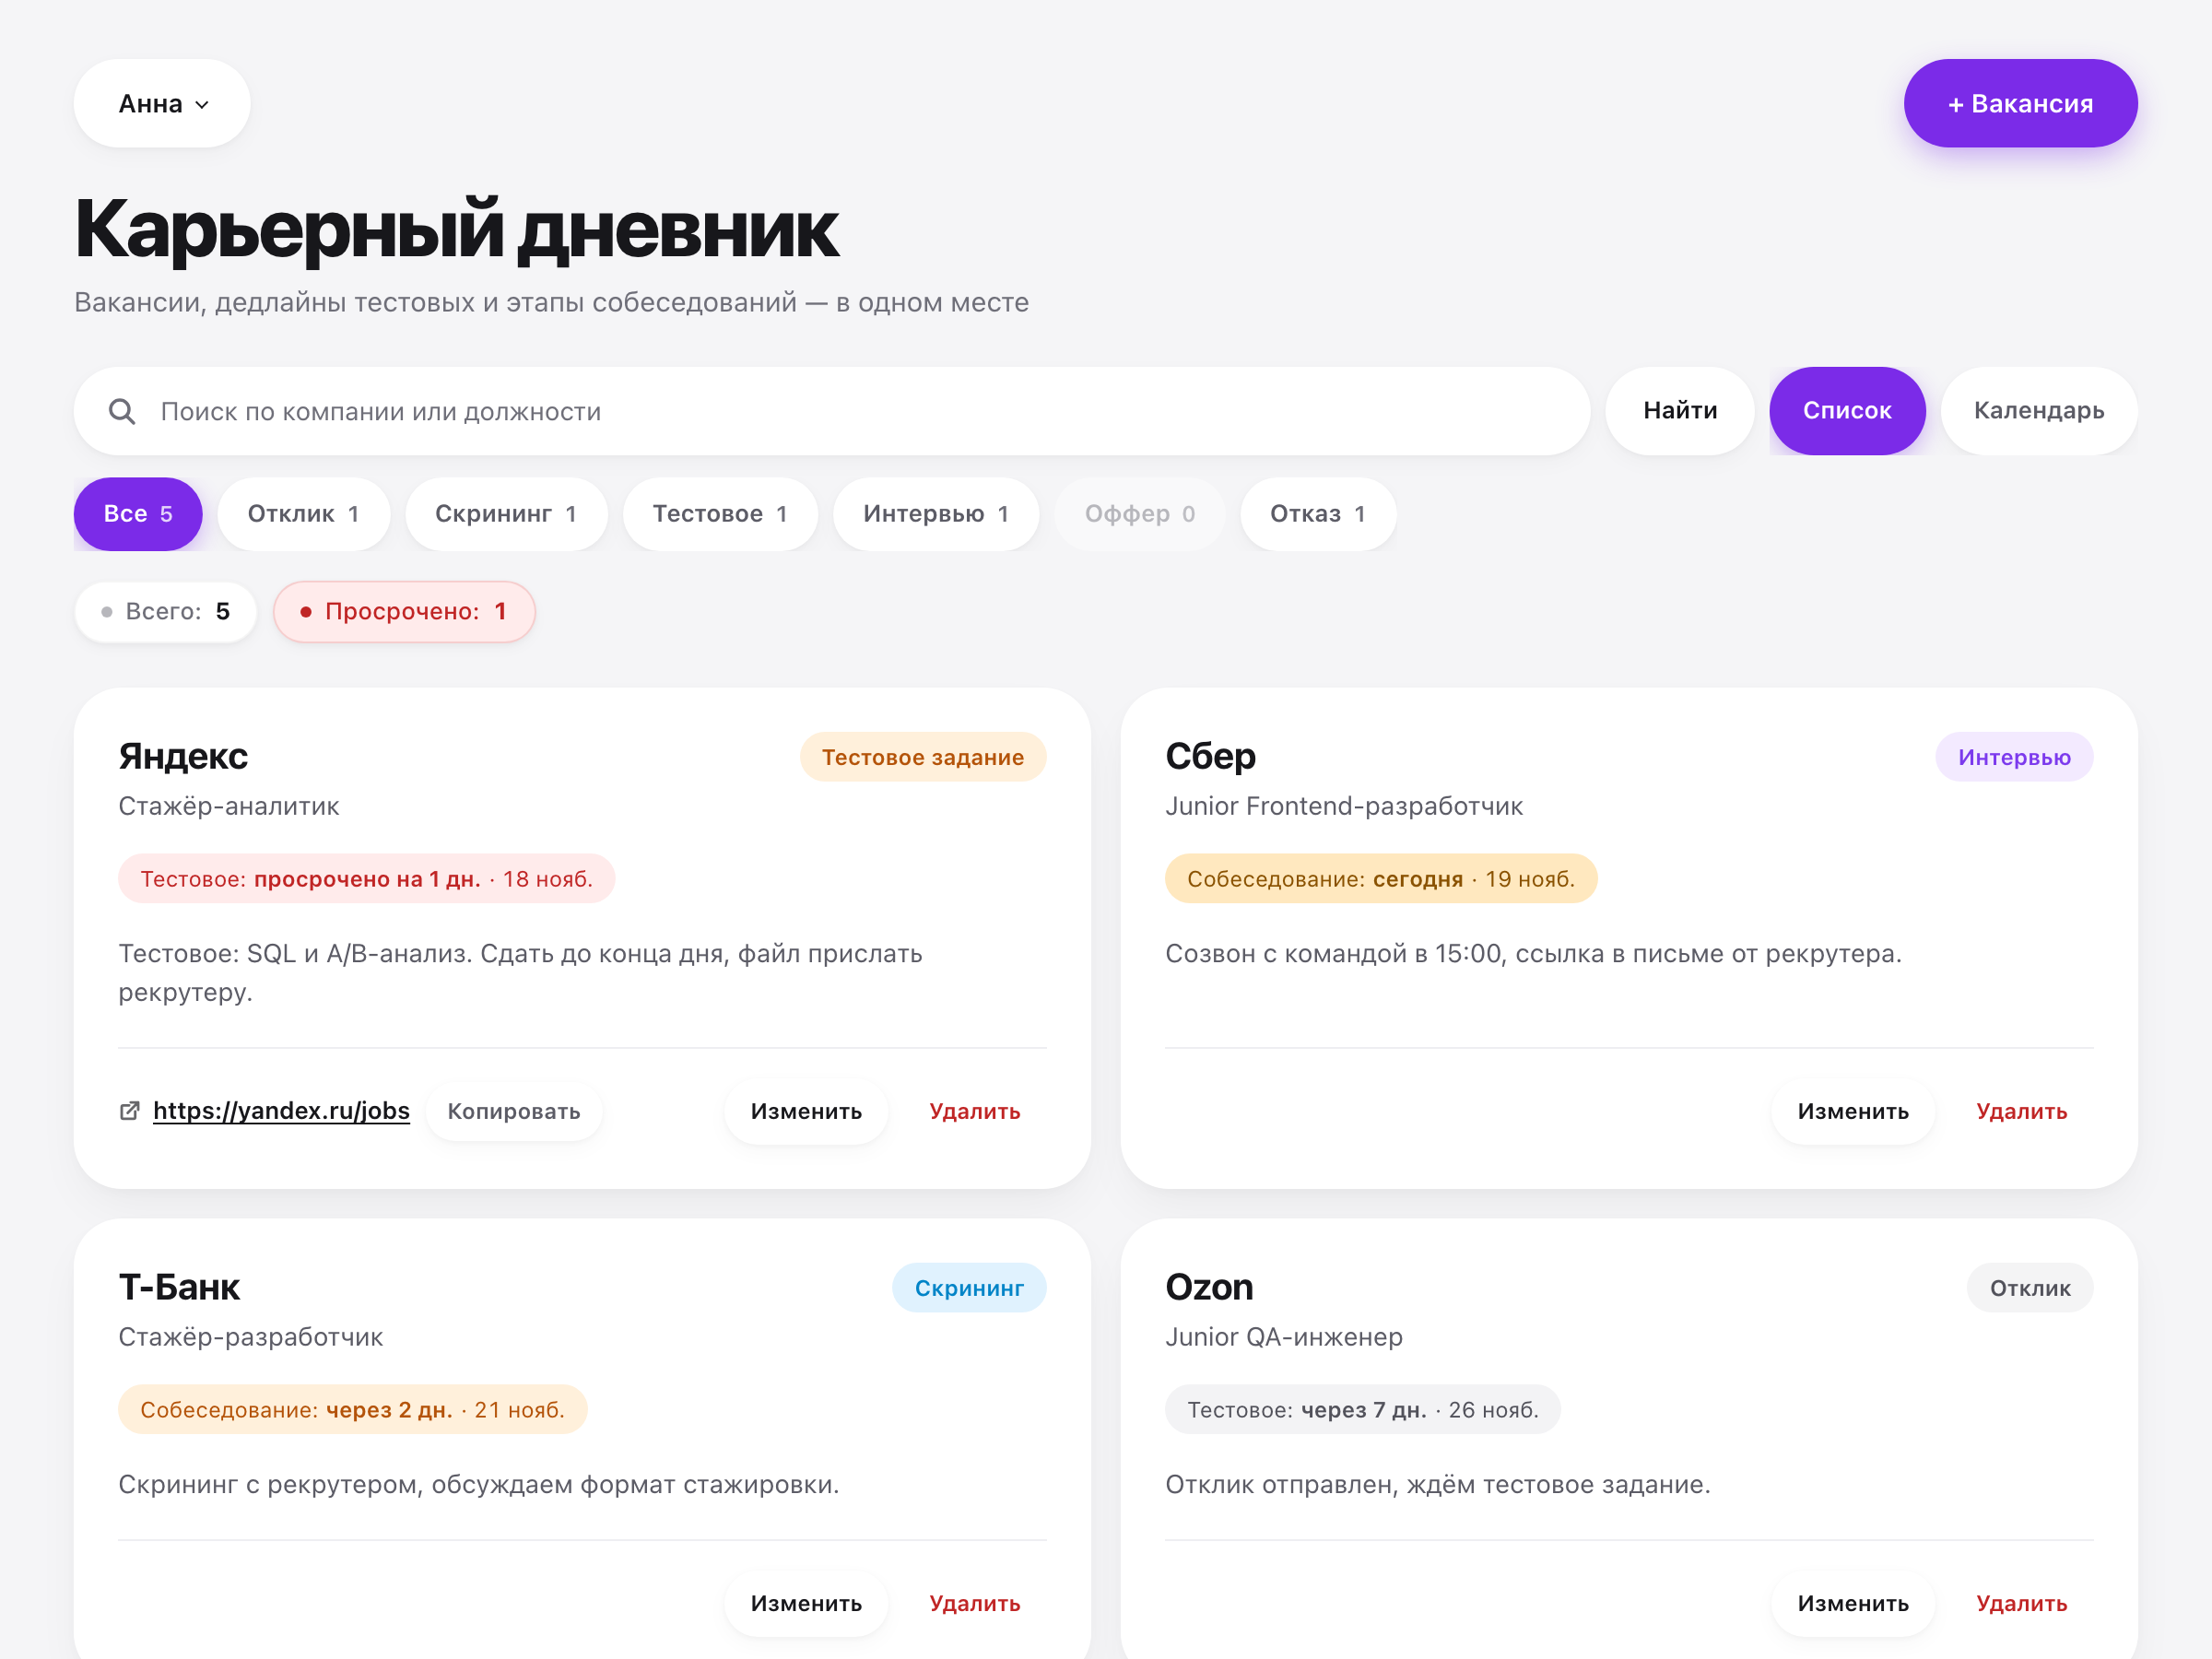 Анна
+ Вакансия
Карьерный дневник
Вакансии, дедлайны тестовых и этапы собеседований — в одном месте
Поиск по компании или должности
Найти
Список
Календарь
Все 5
Отклик 1
Скрининг 1
Тестовое 1
Интервью 1
Оффер 0
Отказ 1
Всего: 5
Просрочено: 1
Яндекс
Тестовое задание
Стажёр-аналитик
Тестовое: просрочено на 1 дн. · 18 нояб.
Тестовое: SQL и A/B-анализ. Сдать до конца дня, файл прислать
рекрутеру.
https://yandex.ru/jobs
Копировать
Изменить
Удалить
Сбер
Интервью
Junior Frontend-разработчик
Собеседование: сегодня · 19 нояб.
Созвон с командой в 15:00, ссылка в письме от рекрутера.
Изменить
Удалить
Т-Банк
Скрининг
Стажёр-разработчик
Собеседование: через 2 дн. · 21 нояб.
Скрининг с рекрутером, обсуждаем формат стажировки.
Изменить
Удалить
Ozon
Отклик
Junior QA-инженер
Тестовое: через 7 дн. · 26 нояб.
Отклик отправлен, ждём тестовое задание.
Изменить
Удалить